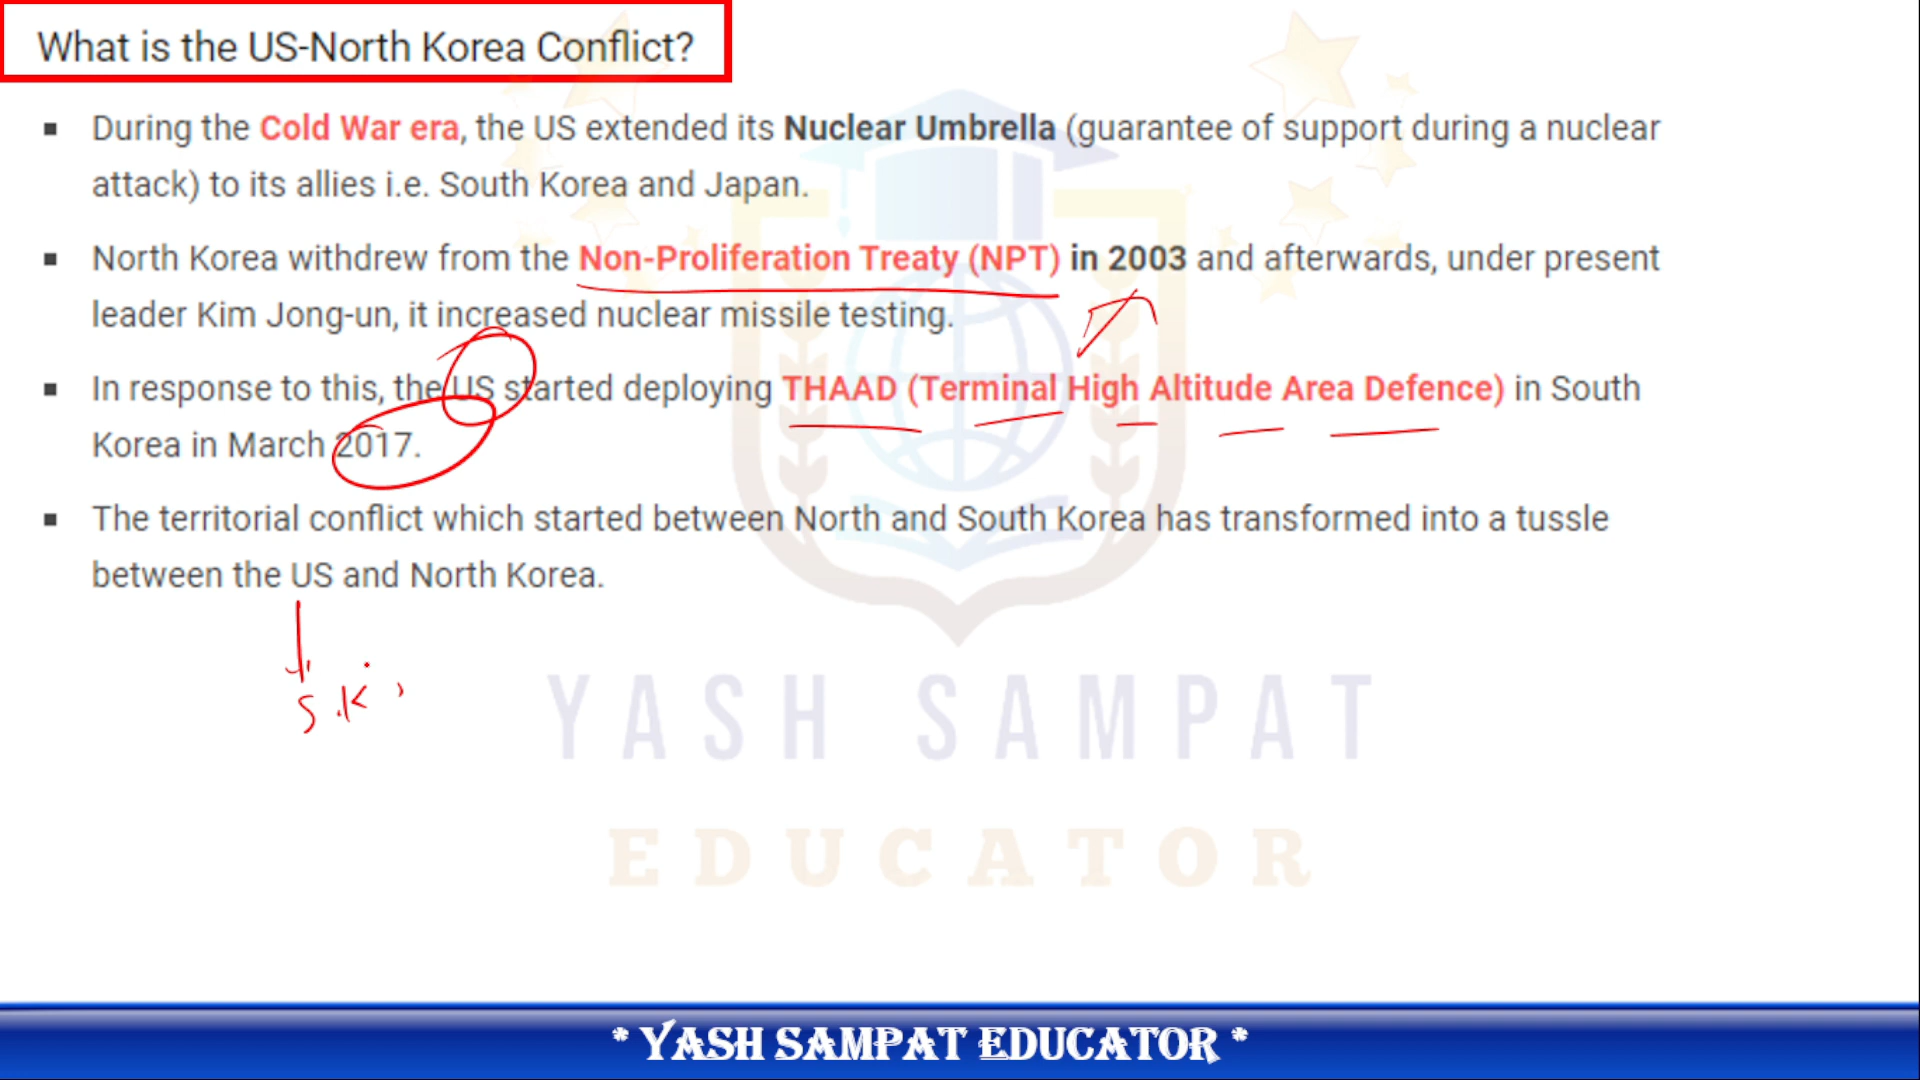 What is the US-North Korea Conflict?
▪ During the Cold War era, the US extended its Nuclear Umbrella (guarantee of support during a nuclear
attack) to its allies i.e. South Korea and Japan.
▪ North Korea withdrew from the Non-Proliferation Treaty (NPT) in 2003 and afterwards, under present
leader Kim Jong-un, it increased nuclear missile testing.
▪ In response to this, the US started deploying THAAD (Terminal High Altitude Area Defence) in South
Korea in March 2017.
▪ The territorial conflict which started between North and South Korea has transformed into a tussle
between the US and North Korea.
S.K
YASH SAMPAT
EDUCATOR
* YASH SAMPAT EDUCATOR *